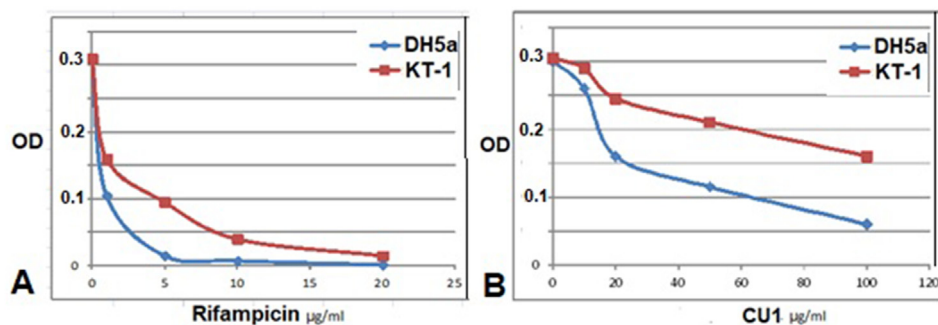 DH5a
KT-1
0.3
0.2
0.1
0
OD
0 5 10 15 20 25
A
Rifampicin µg/ml
DH5a
KT-1
0.3
0.2
0.1
0
OD
0 20 40 60 80 100 120
B
CU1 µg/ml